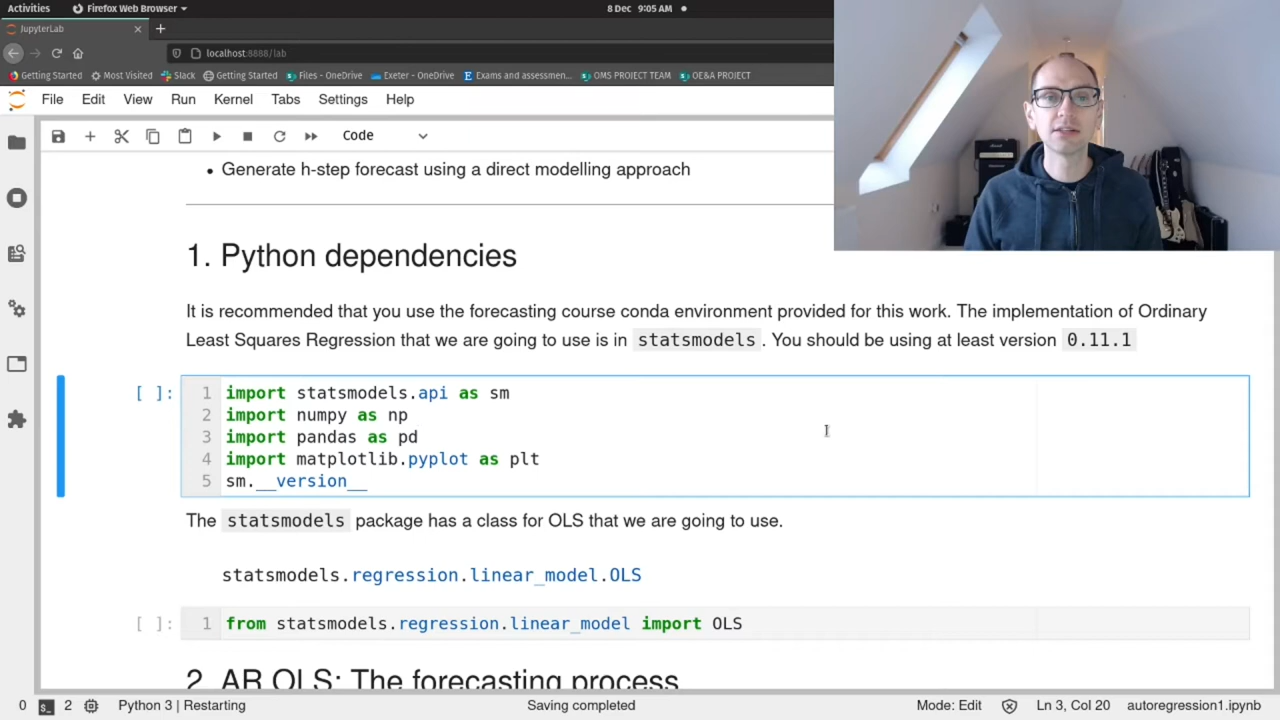 Activities
Firefox Web Browser
8 Dec 9:05 AM
JupyterLab
localhost:8888/lab
Getting Started
Most Visited
Slack
Getting Started
Files - OneDrive
Exeter - OneDrive
Exams and assessmen...
OMS PROJECT TEAM
OE&A PROJECT
File Edit View Run Kernel Tabs Settings Help
Code
• Generate h-step forecast using a direct modelling approach
1. Python dependencies
It is recommended that you use the forecasting course conda environment provided for this work. The implementation of Ordinary
Least Squares Regression that we are going to use is in statsmodels. You should be using at least version 0.11.1
[ ]:
1 import statsmodels.api as sm
2 import numpy as np
3 import pandas as pd
4 import matplotlib.pyplot as plt
5 sm.__version__
The statsmodels package has a class for OLS that we are going to use.
statsmodels.regression.linear_model.OLS
[ ]:
1 from statsmodels.regression.linear_model import OLS
2. AR OLS: The forecasting process
0 $_ 2 Python 3 | Restarting Saving completed Mode: Edit Ln 3, Col 20 autoregression1.ipynb